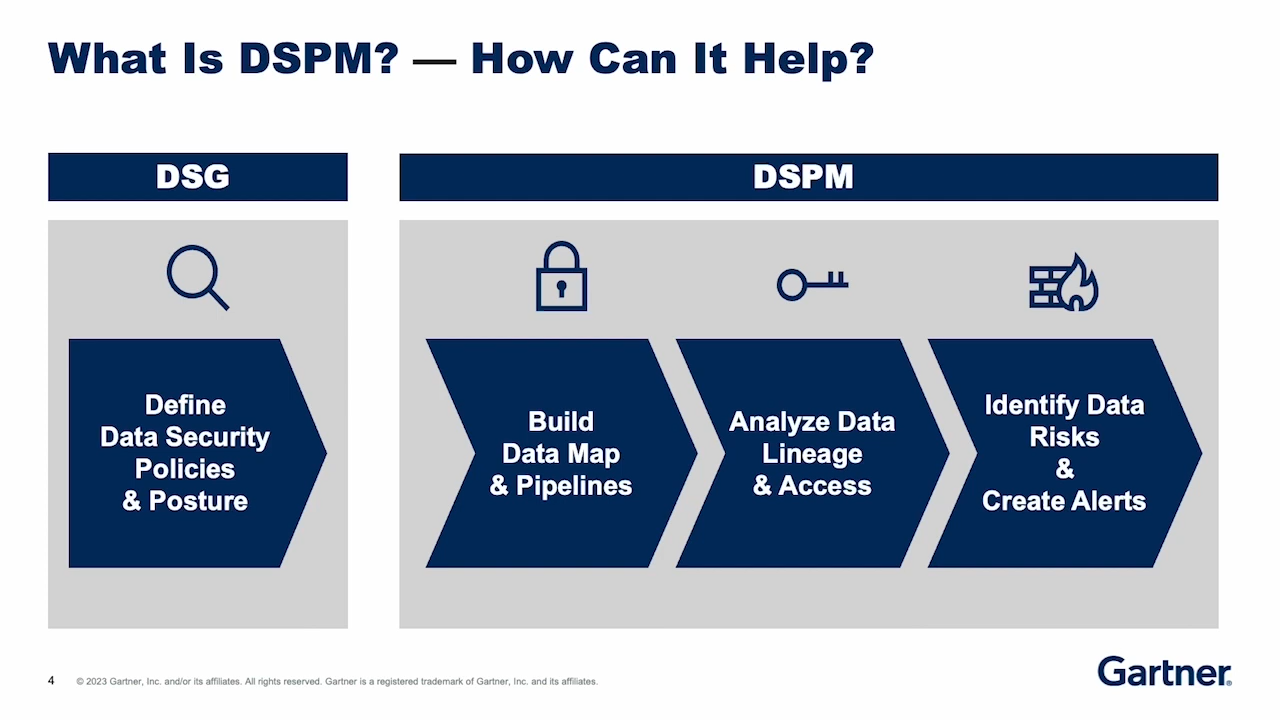 What Is DSPM? — How Can It Help?
DSG
DSPM
Define
Data Security
Policies
& Posture
Build
Data Map
& Pipelines
Analyze Data
Lineage
& Access
Identify Data
Risks
&
Create Alerts
4
© 2023 Gartner, Inc. and/or its affiliates. All rights reserved. Gartner is a registered trademark of Gartner, Inc. and its affiliates.
Gartner®